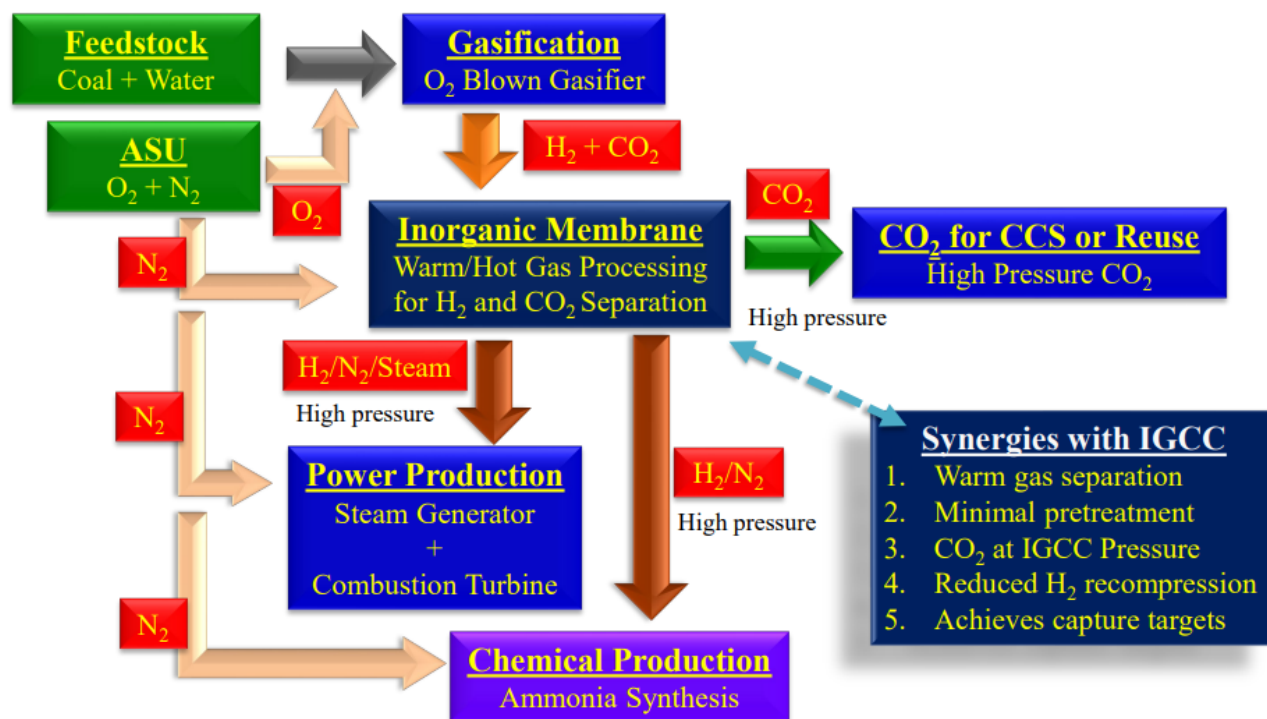 Feedstock
Coal + Water
Gasification
O₂ Blown Gasifier
ASU
O₂ + N₂
O₂
H₂ + CO₂
N₂
Inorganic Membrane
Warm/Hot Gas Processing
for H₂ and CO₂ Separation
CO₂
High pressure
CO₂ for CCS or Reuse
High Pressure CO₂
H₂/N₂/Steam
High pressure
N₂
Power Production
Steam Generator
+
Combustion Turbine
H₂/N₂
High pressure
Synergies with IGCC
1. Warm gas separation
2. Minimal pretreatment
3. CO₂ at IGCC Pressure
4. Reduced H₂ recompression
5. Achieves capture targets
N₂
Chemical Production
Ammonia Synthesis